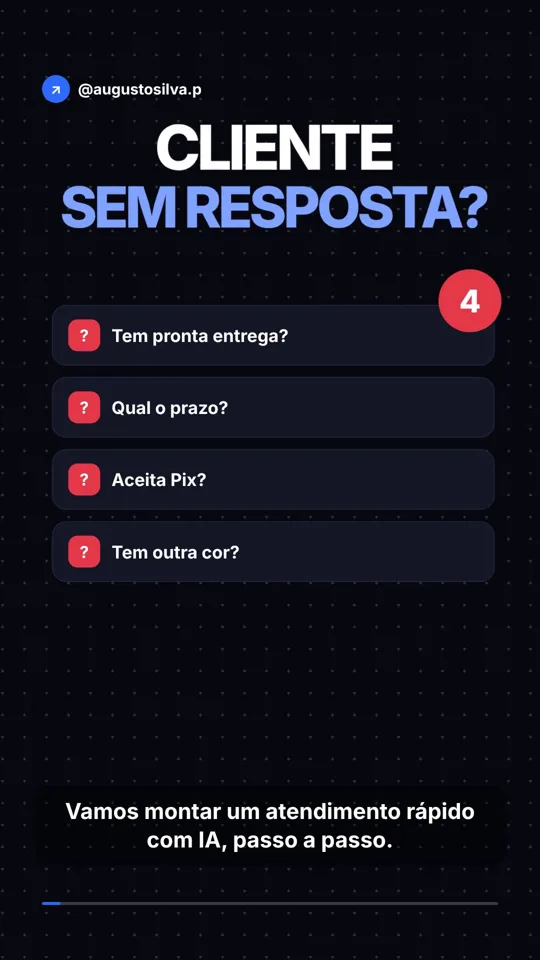 @augustosilva.p
CLIENTE
SEM RESPOSTA?
4
? Tem pronta entrega?
? Qual o prazo?
? Aceita Pix?
? Tem outra cor?
Vamos montar um atendimento rápido
com IA, passo a passo.